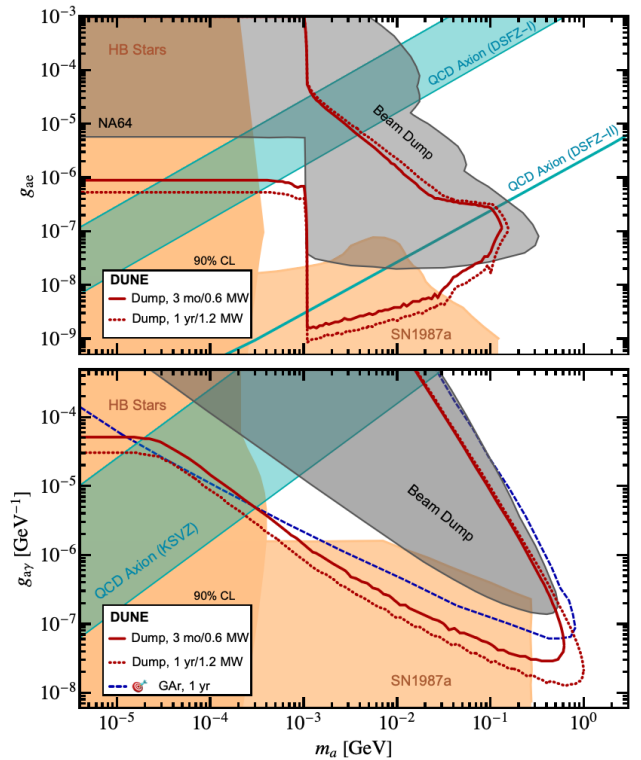 10⁻³
10⁻⁴
10⁻⁵
10⁻⁶
10⁻⁷
10⁻⁸
10⁻⁹
g_ae
HB Stars
QCD Axion (DSFZ-I)
NA64
Beam Dump
QCD Axion (DSFZ-II)
90% CL
DUNE
Dump, 3 mo/0.6 MW
Dump, 1 yr/1.2 MW
SN1987a
10⁻⁴
10⁻⁵
10⁻⁶
10⁻⁷
10⁻⁸
g_aγ [GeV⁻¹]
HB Stars
Beam Dump
QCD Axion (KSVZ)
90% CL
DUNE
Dump, 3 mo/0.6 MW
Dump, 1 yr/1.2 MW
GAr, 1 yr
SN1987a
10⁻⁵ 10⁻⁴ 10⁻³ 10⁻² 10⁻¹ 10⁰
m_a [GeV]